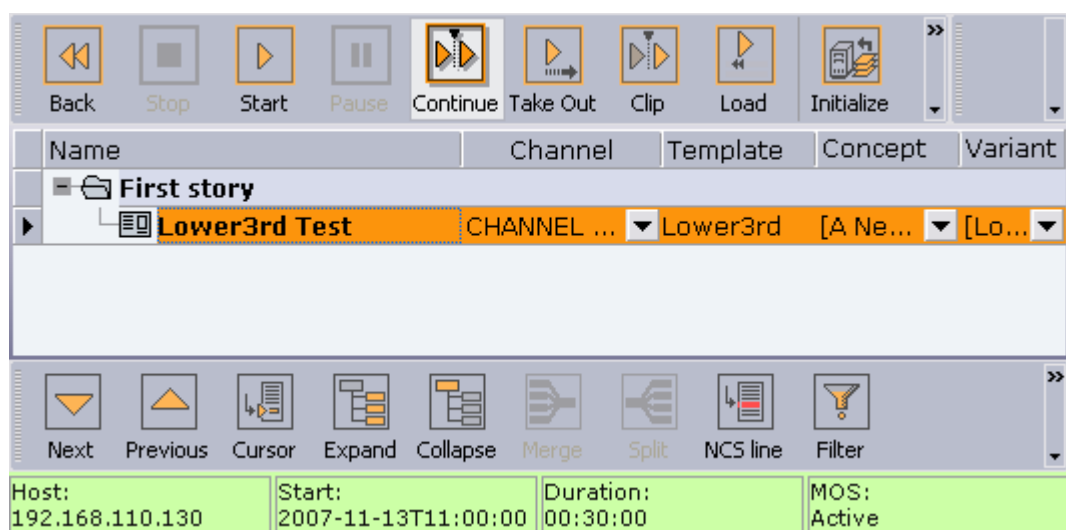 Back Stop Start Pause Continue Take Out Clip Load Initialize
Name Channel Template Concept Variant
First story
Lower3rd Test CHANNEL ... Lower3rd [A Ne... [Lo...
Next Previous Cursor Expand Collapse Merge Split NCS line Filter
Host: Start: Duration: MOS:
192.168.110.130 2007-11-13T11:00:00 00:30:00 Active